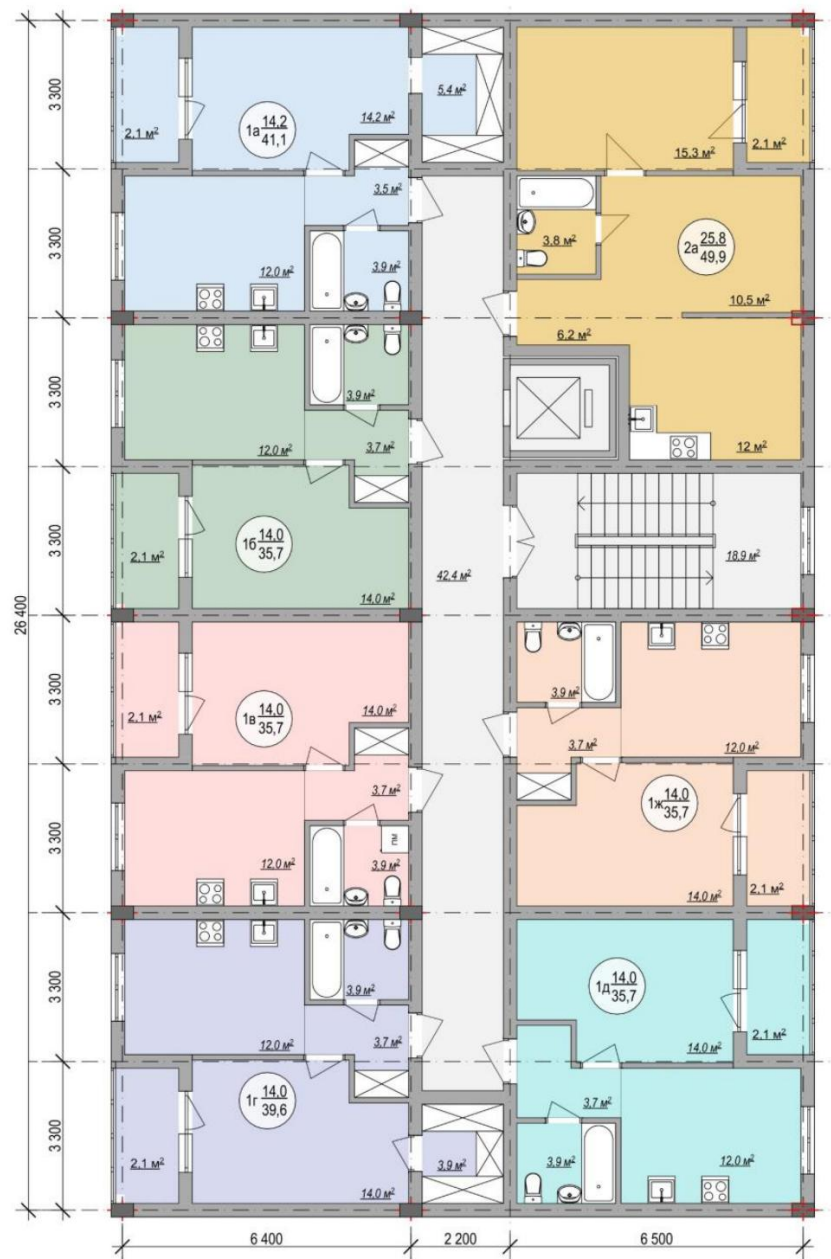 3 300
2.1 м²
1а 14.2 41,1
14.2 м²
5.4 м²
15.3 м²
2.1 м²
3 300
12.0 м²
3.5 м²
3.9 м²
3.8 м²
2а 25.8 49,9
10.5 м²
3 300
12.0 м²
3.9 м²
3.7 м²
6.2 м²
12 м²
3 300
2.1 м²
1б 14.0 35,7
14.0 м²
42.4 м²
18.9 м²
26 400
3 300
2.1 м²
1в 14.0 35,7
14.0 м²
3.9 м²
3.7 м²
12.0 м²
3 300
12.0 м²
3.7 м²
3.9 м²
ПМ
1ж 14.0 35,7
14.0 м²
2.1 м²
3 300
12.0 м²
3.9 м²
3.7 м²
1д 14.0 35,7
14.0 м²
2.1 м²
3 300
2.1 м²
1г 14.0 39,6
14.0 м²
3.9 м²
3.7 м²
3.9 м²
12.0 м²
6 400
2 200
6 500